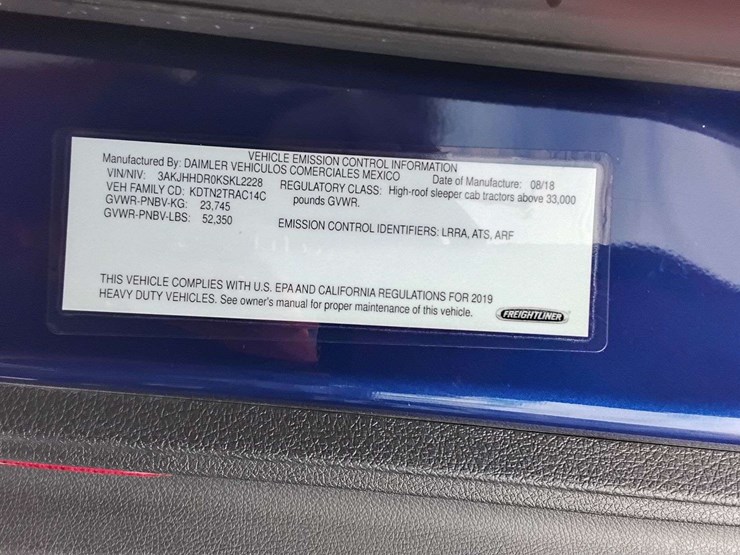 VEHICLE EMISSION CONTROL INFORMATION
Manufactured By: DAIMLER VEHICULOS COMERCIALES MEXICO Date of Manufacture: 08/18
VIN/NIV: 3AKJHHDR0KSKL2228 REGULATORY CLASS: High-roof sleeper cab tractors above 33,000
VEH FAMILY CD: KDTN2TRAC14C pounds GVWR.
GVWR-PNBV-KG: 23,745
GVWR-PNBV-LBS: 52,350 EMISSION CONTROL IDENTIFIERS: LRRA, ATS, ARF
THIS VEHICLE COMPLIES WITH U.S. EPA AND CALIFORNIA REGULATIONS FOR 2019
HEAVY DUTY VEHICLES. See owner's manual for proper maintenance of this vehicle.
FREIGHTLINER